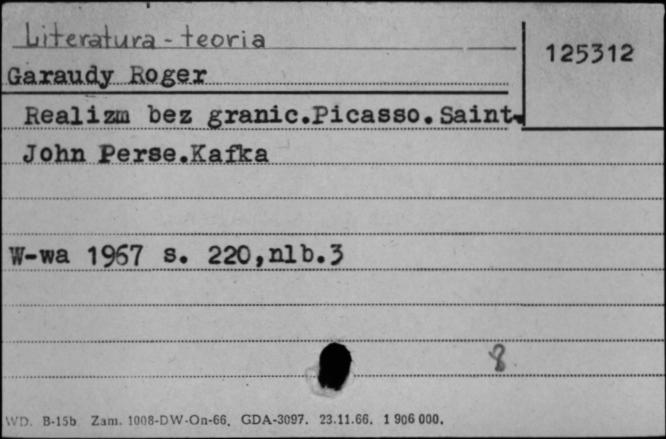 Literatura - teoria
125312
Garaudy Roger
Realizm bez granic.Picasso.Saint-
John Perse.Kafka
W-wa 1967 s. 220,nlb.3
8
WD. B-15b Zam. 1008-DW-On-66. GDA-3097. 23.11.66. 1 906 000.